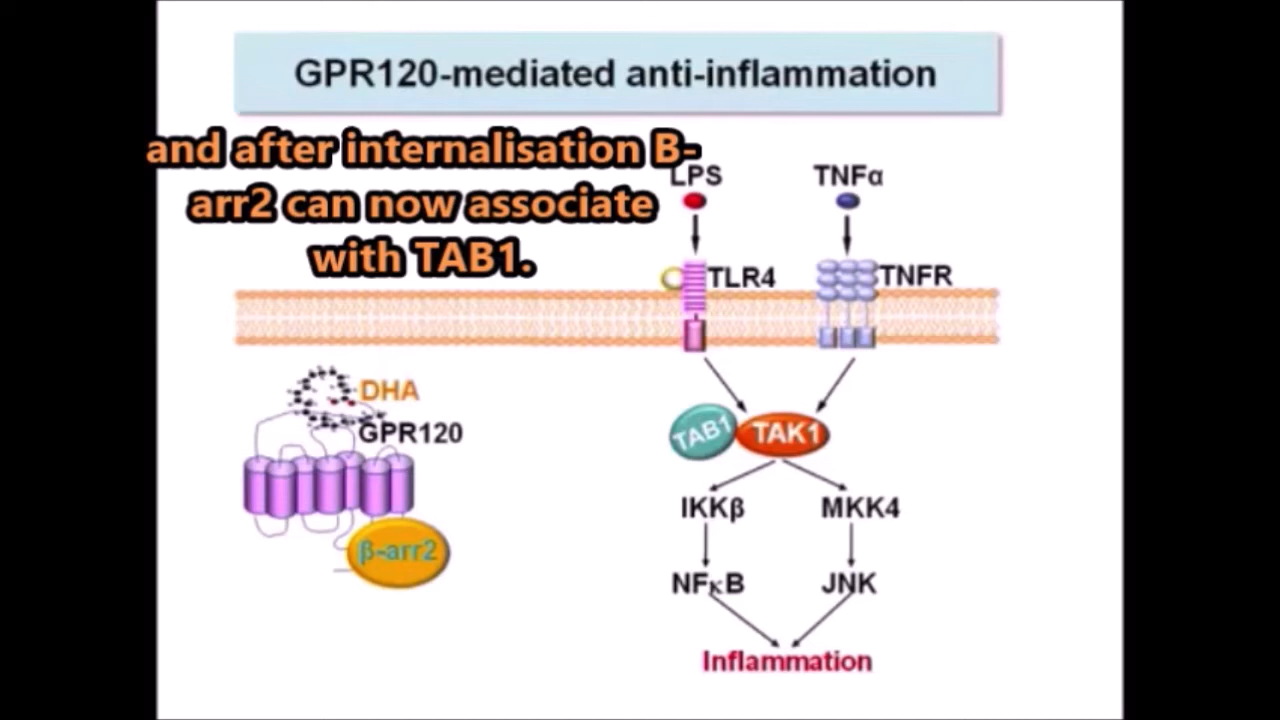 GPR120-mediated anti-inflammation
and after internalisation B-
arr2 can now associate
with TAB1.
LPS
TNFα
TLR4
TNFR
DHA
GPR120
β-arr2
TAB1
TAK1
IKKβ
MKK4
NFκB
JNK
Inflammation